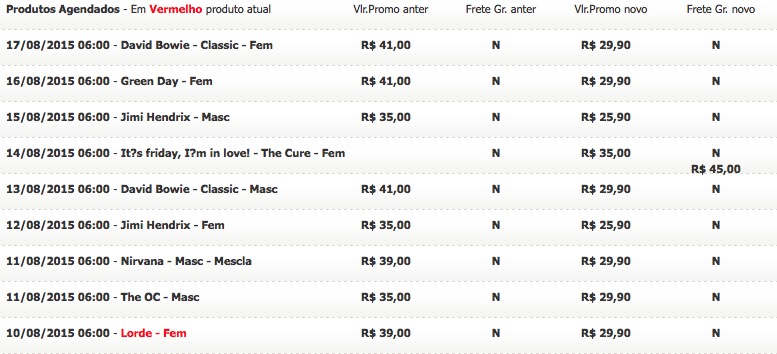 Produtos Agendados - Em Vermelho produto atual Vlr.Promo anter Frete Gr. anter Vlr.Promo novo Frete Gr. novo
17/08/2015 06:00 - David Bowie - Classic - Fem R$ 41,00 N R$ 29,90 N
16/08/2015 06:00 - Green Day - Fem R$ 41,00 N R$ 29,90 N
15/08/2015 06:00 - Jimi Hendrix - Masc R$ 35,00 N R$ 25,90 N
14/08/2015 06:00 - It?s friday, I?m in love! - The Cure - Fem N R$ 35,00 N
R$ 45,00
13/08/2015 06:00 - David Bowie - Classic - Masc R$ 41,00 N R$ 29,90 N
12/08/2015 06:00 - Jimi Hendrix - Fem R$ 35,00 N R$ 25,90 N
11/08/2015 06:00 - Nirvana - Masc - Mescla R$ 39,00 N R$ 29,90 N
11/08/2015 06:00 - The OC - Masc R$ 35,00 N R$ 29,90 N
10/08/2015 06:00 - Lorde - Fem R$ 39,00 N R$ 29,90 N